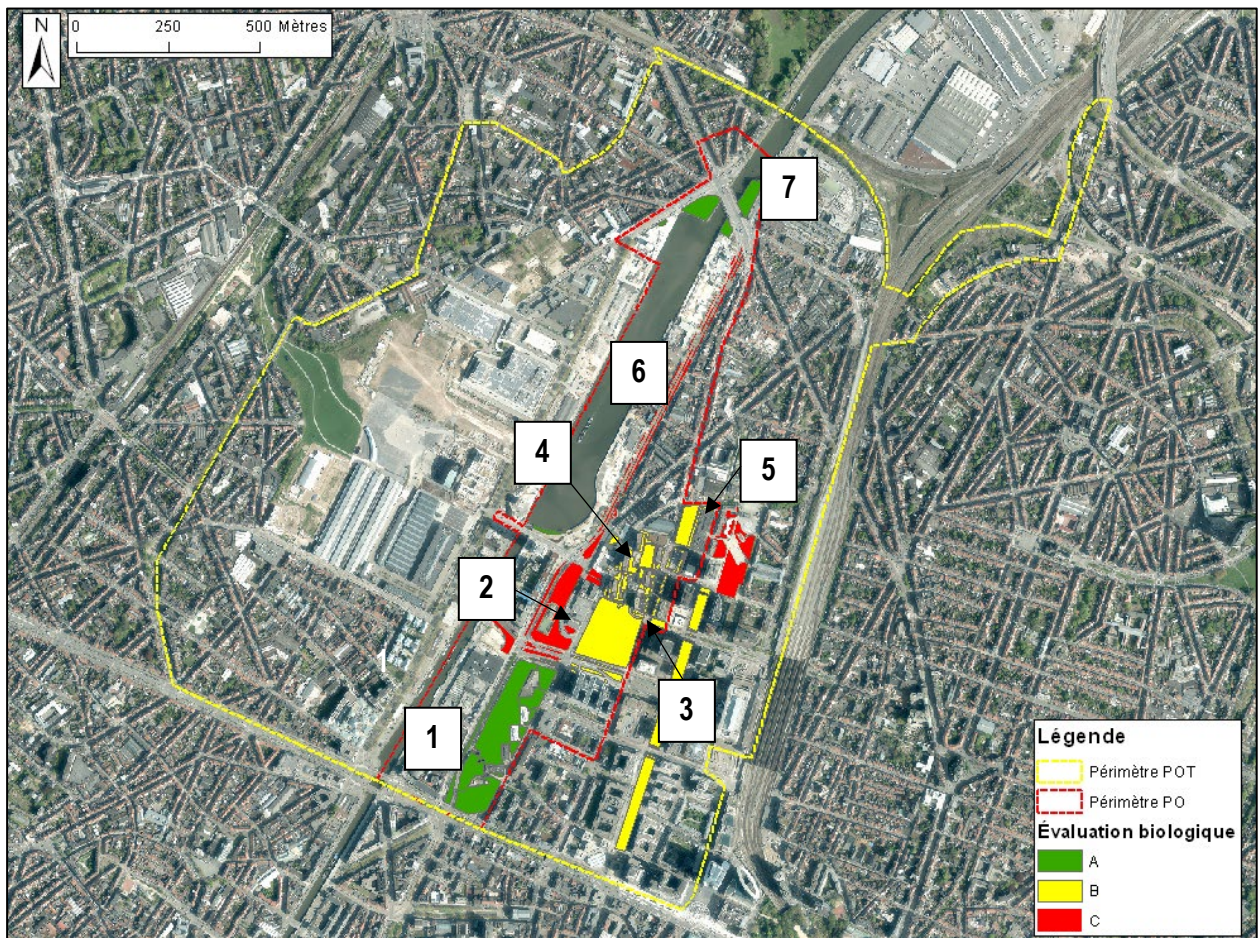 N
0 250 500 Mètres
7
6
4
5
2
3
1
Légende
Périmètre POT
Périmètre PO
Évaluation biologique
A
B
C